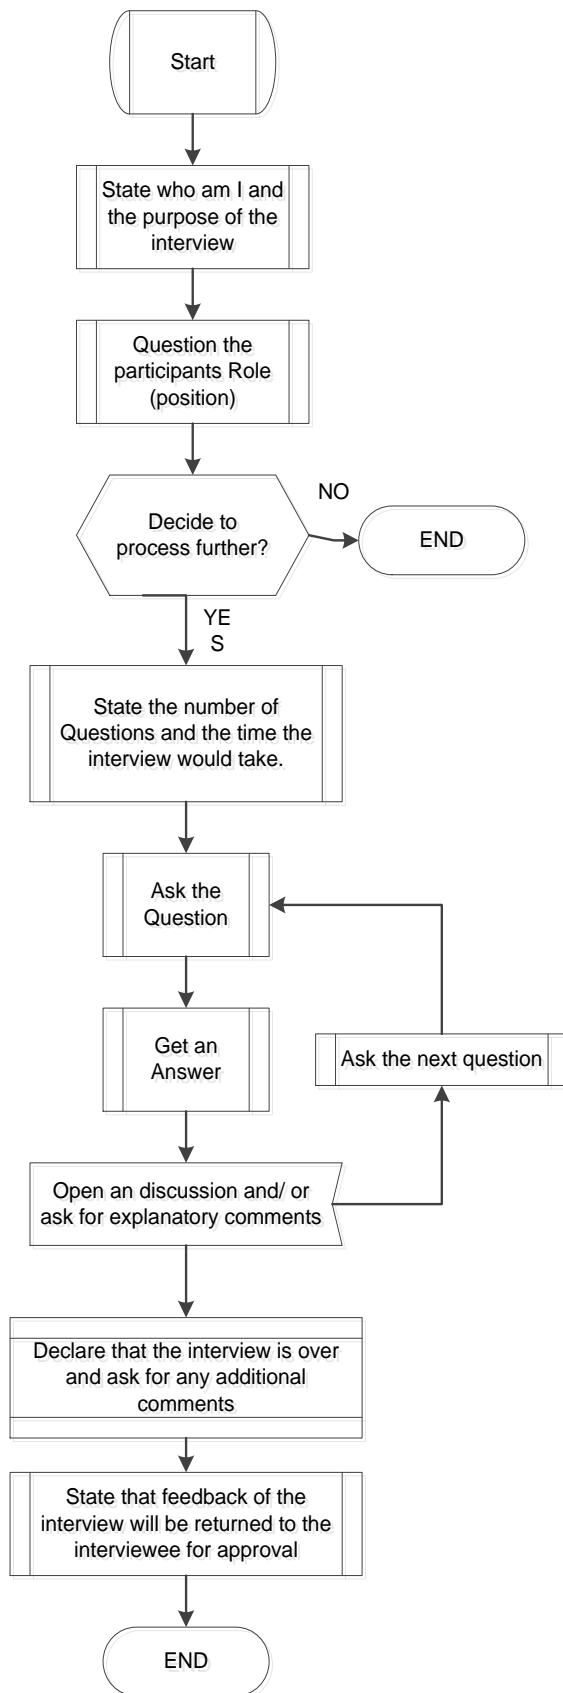 Start
State who am I and
the purpose of the
interview
Question the
participants Role
(position)
NO
Decide to
process further?
END
YE
S
State the number of
Questions and the time the
interview would take.
Ask the
Question
Get an
Answer
Ask the next question
Open an discussion and/ or
ask for explanatory comments
Declare that the interview is over
and ask for any additional
comments
State that feedback of the
interview will be returned to the
interviewee for approval
END